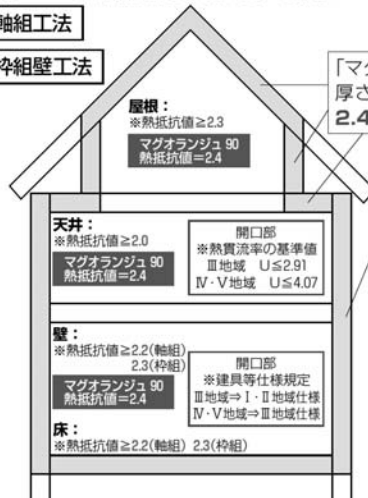 軸組工法
枠組壁工法
「マグ
厚さ
2.4
屋根：
※熱抵抗値≧2.3
マグオランジュ 90
熱抵抗値=2.4
天井：
※熱抵抗値≧2.0
マグオランジュ 90
熱抵抗値=2.4
開口部
※熱貫流率の基準値
Ⅲ地域　U≦2.91
Ⅳ・Ⅴ地域　U≦4.07
壁：
※熱抵抗値≧2.2(軸組)
2.3(枠組)
マグオランジュ 90
熱抵抗値=2.4
開口部
※建具等仕様規定
Ⅲ地域⇒Ⅰ・Ⅱ地域仕様
Ⅳ・Ⅴ地域⇒Ⅲ地域仕様
床：
※熱抵抗値≧2.2(軸組) 2.3(枠組)